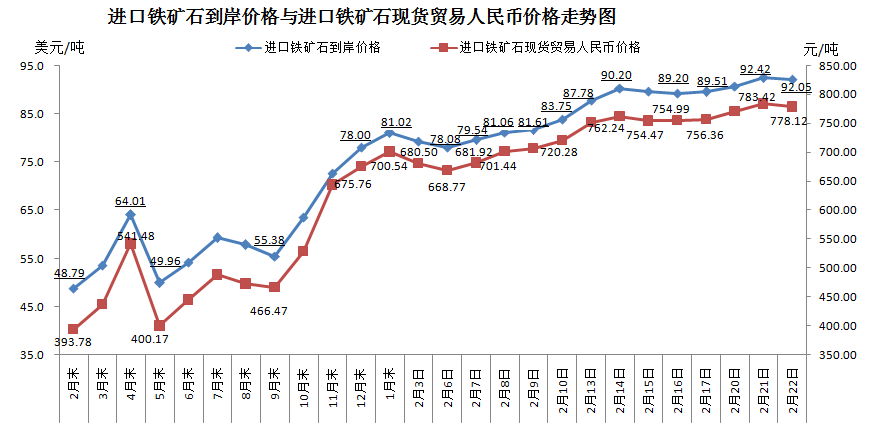 进口铁矿石到岸价格与进口铁矿石现货贸易人民币价格走势图
美元/吨
进口铁矿石到岸价格
进口铁矿石现货贸易人民币价格
元/吨
95.0
85.0
75.0
65.0
55.0
45.0
35.0
850.00
800.00
750.00
700.00
650.00
600.00
550.00
500.00
450.00
400.00
350.00
48.79
64.01
49.96
55.38
78.00
81.02
78.08
79.54
81.06
81.61
83.75
87.78
90.20
89.20
89.51
92.42
92.05
393.78
541.48
400.17
466.47
675.76
700.54
680.50
668.77
681.92
701.44
720.28
762.24
754.47
754.99
756.36
783.42
778.12
2月末
3月末
4月末
5月末
6月末
7月末
8月末
9月末
10月末
11月末
12月末
1月末
2月3日
2月6日
2月7日
2月8日
2月9日
2月10日
2月13日
2月14日
2月15日
2月16日
2月17日
2月20日
2月21日
2月22日